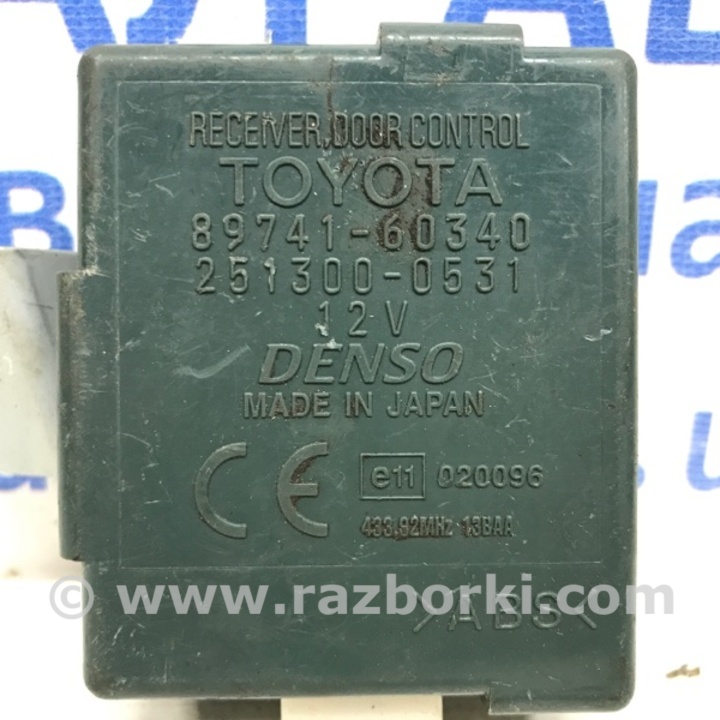 RECEIVER, DOOR CONTROL
TOYOTA
89741-60340
251300-0531
12V
DENSO
MADE IN JAPAN
CE e11 020096
433.92MHz 13BAA
© www.razborki.com
>ABS<